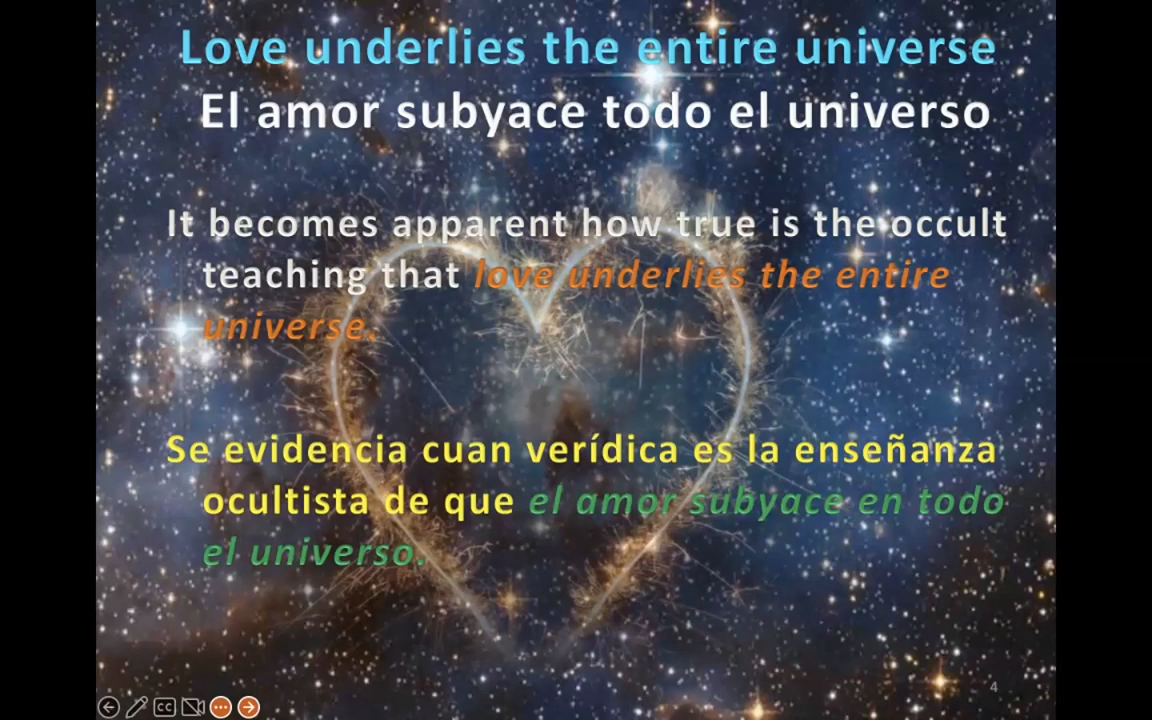 Love underlies the entire universe
El amor subyace todo el universo
It becomes apparent how true is the occult
teaching that love underlies the entire
universe.
Se evidencia cuan verídica es la enseñanza
ocultista de que el amor subyace en todo
el universo.
4
CC